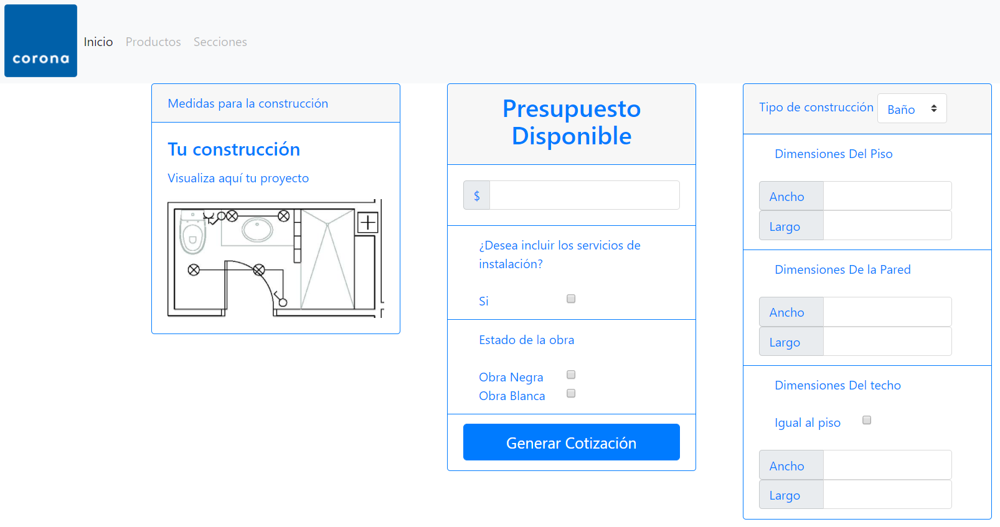 corona
Inicio
Productos
Secciones
Medidas para la construcción
Tu construcción
Visualiza aquí tu proyecto
Presupuesto
Disponible
$
¿Desea incluir los servicios de
instalación?
Si
Estado de la obra
Obra Negra
Obra Blanca
Generar Cotización
Tipo de construcción
Baño
Dimensiones Del Piso
Ancho
Largo
Dimensiones De la Pared
Ancho
Largo
Dimensiones Del techo
Igual al piso
Ancho
Largo